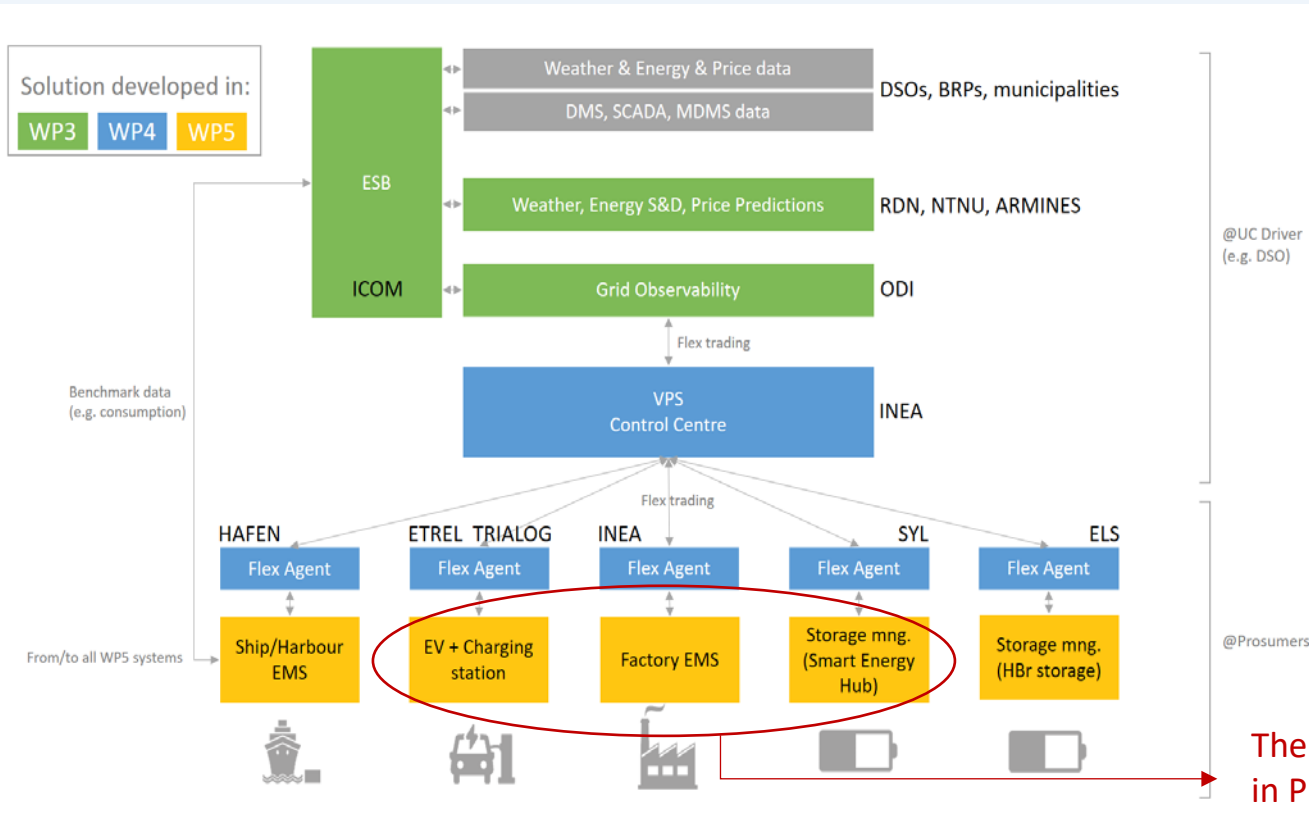 Solution developed in:
WP3 WP4 WP5
ESB
ICOM
Weather & Energy & Price data
DMS, SCADA, MDMS data
DSOs, BRPs, municipalities
Weather, Energy S&D, Price Predictions
RDN, NTNU, ARMINES
Grid Observability
ODI
@UC Driver
(e.g. DSO)
Flex trading
VPS
Control Centre
INEA
Benchmark data
(e.g. consumption)
Flex trading
HAFEN
ETREL TRIALOG
INEA
SYL
ELS
Flex Agent
Flex Agent
Flex Agent
Flex Agent
Flex Agent
From/to all WP5 systems
Ship/Harbour
EMS
EV + Charging
station
Factory EMS
Storage mng.
(Smart Energy
Hub)
Storage mng.
(HBr storage)
@Prosumers
The
in P